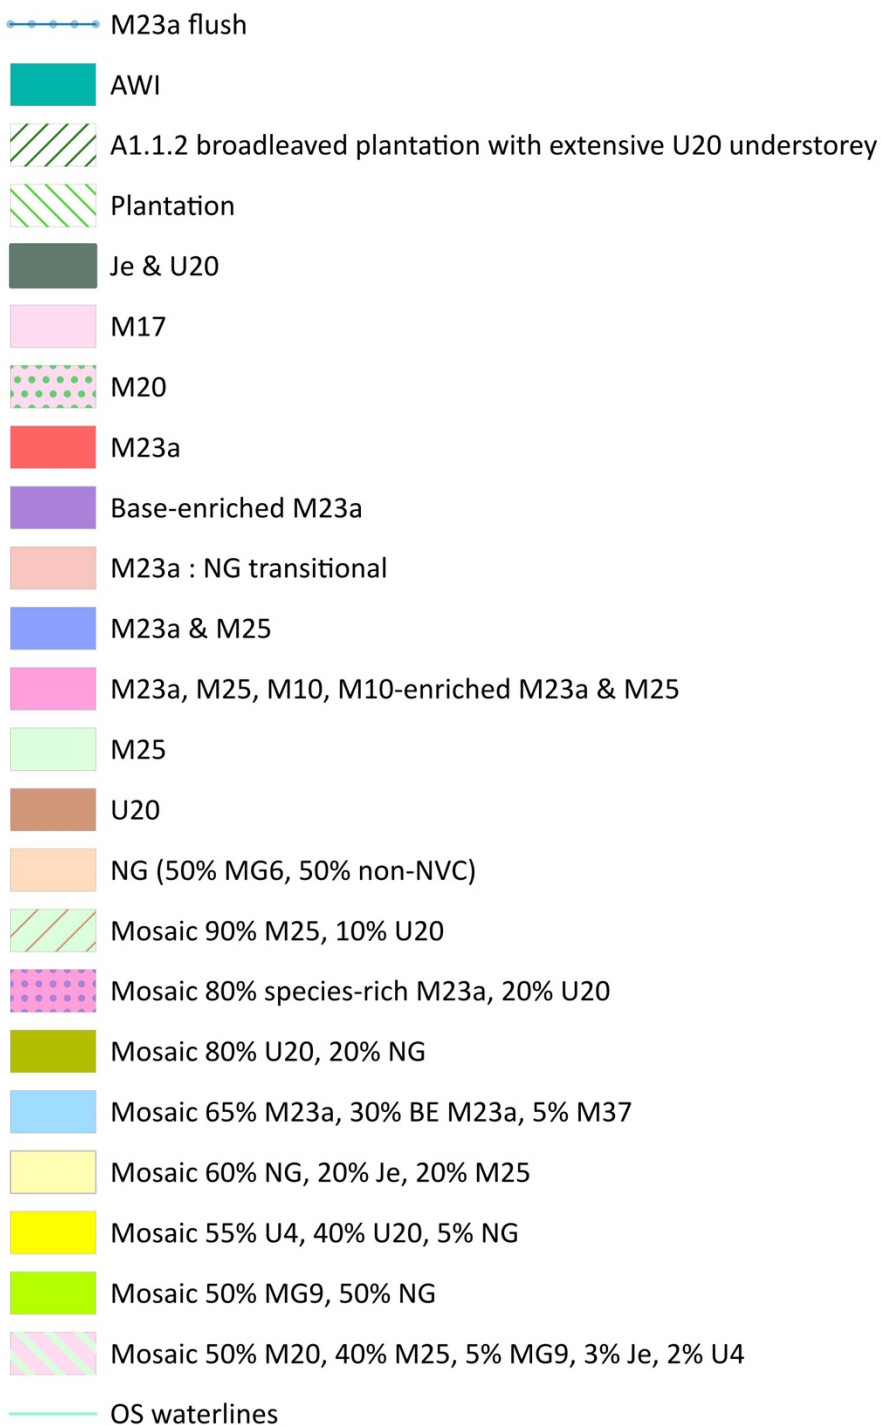 M23a flush
AWI
A1.1.2 broadleaved plantation with extensive U20 understorey
Plantation
Je & U20
M17
M20
M23a
Base-enriched M23a
M23a : NG transitional
M23a & M25
M23a, M25, M10, M10-enriched M23a & M25
M25
U20
NG (50% MG6, 50% non-NVC)
Mosaic 90% M25, 10% U20
Mosaic 80% species-rich M23a, 20% U20
Mosaic 80% U20, 20% NG
Mosaic 65% M23a, 30% BE M23a, 5% M37
Mosaic 60% NG, 20% Je, 20% M25
Mosaic 55% U4, 40% U20, 5% NG
Mosaic 50% MG9, 50% NG
Mosaic 50% M20, 40% M25, 5% MG9, 3% Je, 2% U4
OS waterlines